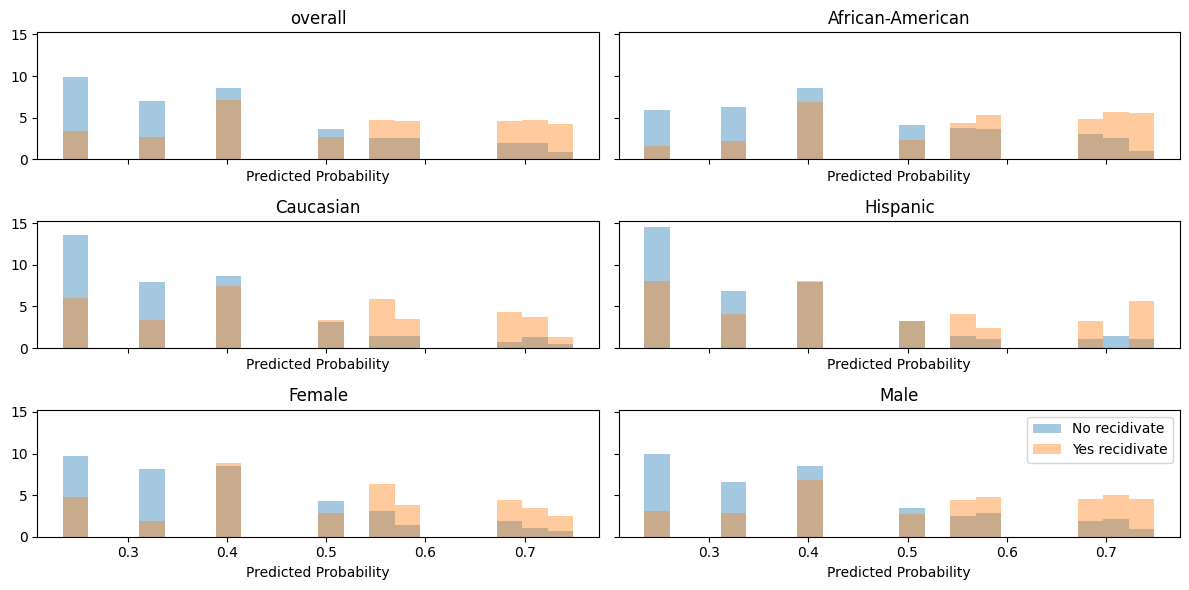 overall
African-American
15
10
5
0
Predicted Probability
Predicted Probability
Caucasian
Hispanic
15
10
5
0
Predicted Probability
Predicted Probability
Female
Male
15
10
5
0
No recidivate
Yes recidivate
0.3 0.4 0.5 0.6 0.7
0.3 0.4 0.5 0.6 0.7
Predicted Probability
Predicted Probability